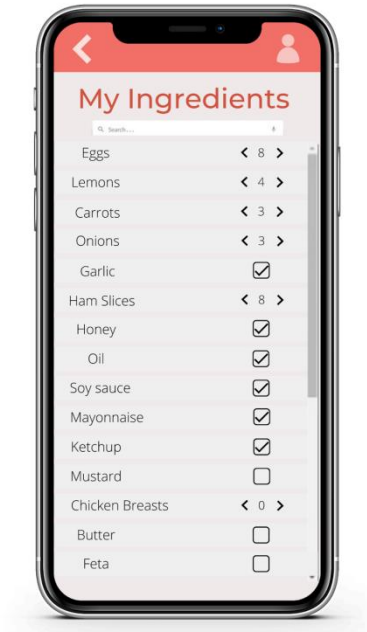 My Ingredients
Search...
Eggs < 8 >
Lemons < 4 >
Carrots < 3 >
Onions < 3 >
Garlic
Ham Slices < 8 >
Honey
Oil
Soy sauce
Mayonnaise
Ketchup
Mustard
Chicken Breasts < 0 >
Butter
Feta